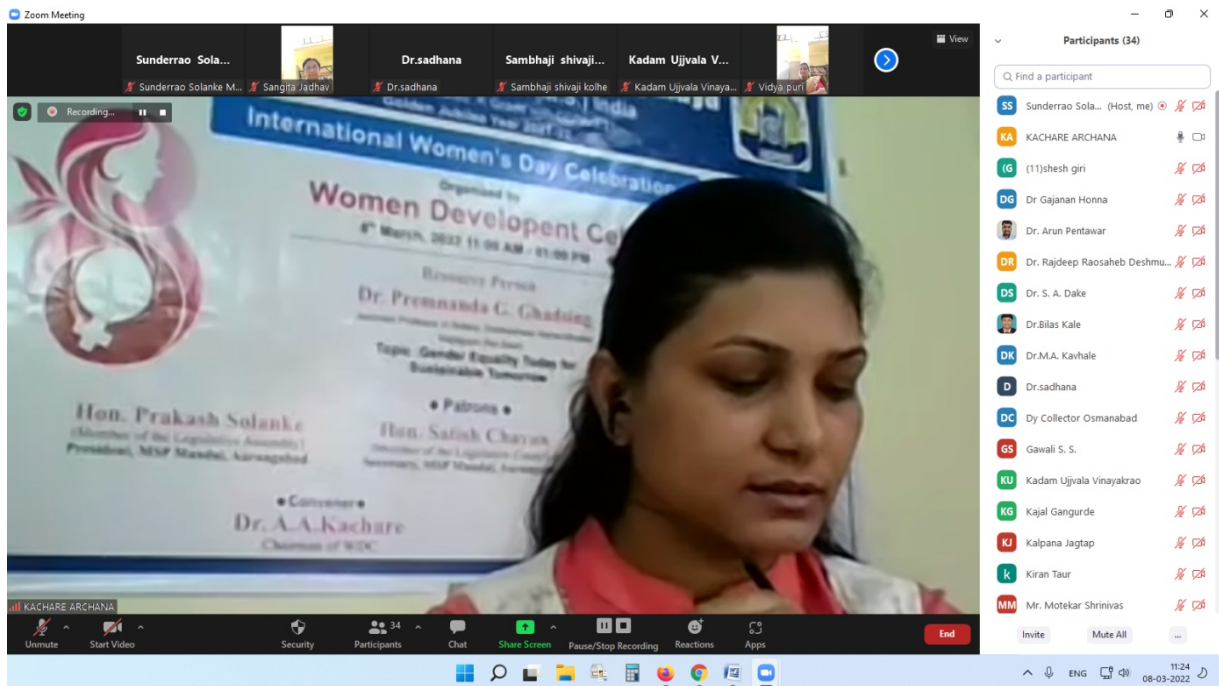 Zoom Meeting
Sunderrao Sola...
Dr.sadhana
Sambhaji shivaji...
Kadam Ujjvala V...
View
Sunderrao Solanke M...
Sangita Jadhav
Dr.sadhana
Sambhaji shivaji kolhe
Kadam Ujjvala Vinaya...
Vidya puri
Recording...
India
International Women's Day Celebration
Organised by
Women Developent Ce
8th March, 2022 11:00 AM - 01:00 PM
Resource Person
Dr. Premnanda G. Ghadsing
Topic :Gender Equality Today for
Sustainable Tomorrow
Patrons
Hon. Prakash Solanke
(Member of the Legislative Assembly)
President, MSP Mandal, Aurangabad
Hon. Satish Chavan
Secretary, MSP Mandal,
Convener
Dr. A.A.Kachare
Chairman of WDC
KACHARE ARCHANA
Unmute
Start Video
Security
34
Participants
Chat
Share Screen
Pause/Stop Recording
Reactions
Apps
End
Participants (34)
Find a participant
SS Sunderrao Sola... (Host, me)
KA KACHARE ARCHANA
(G (11)shesh giri
DG Dr Gajanan Honna
Dr. Arun Pentawar
DR Dr. Rajdeep Raosaheb Deshmu...
DS Dr. S. A. Dake
Dr.Bilas Kale
DK Dr.M.A. Kavhale
D Dr.sadhana
DC Dy Collector Osmanabad
GS Gawali S. S.
KU Kadam Ujjvala Vinayakrao
KG Kajal Gangurde
KJ Kalpana Jagtap
k Kiran Taur
MM Mr. Motekar Shrinivas
Invite
Mute All
...
ENG
11:24
08-03-2022